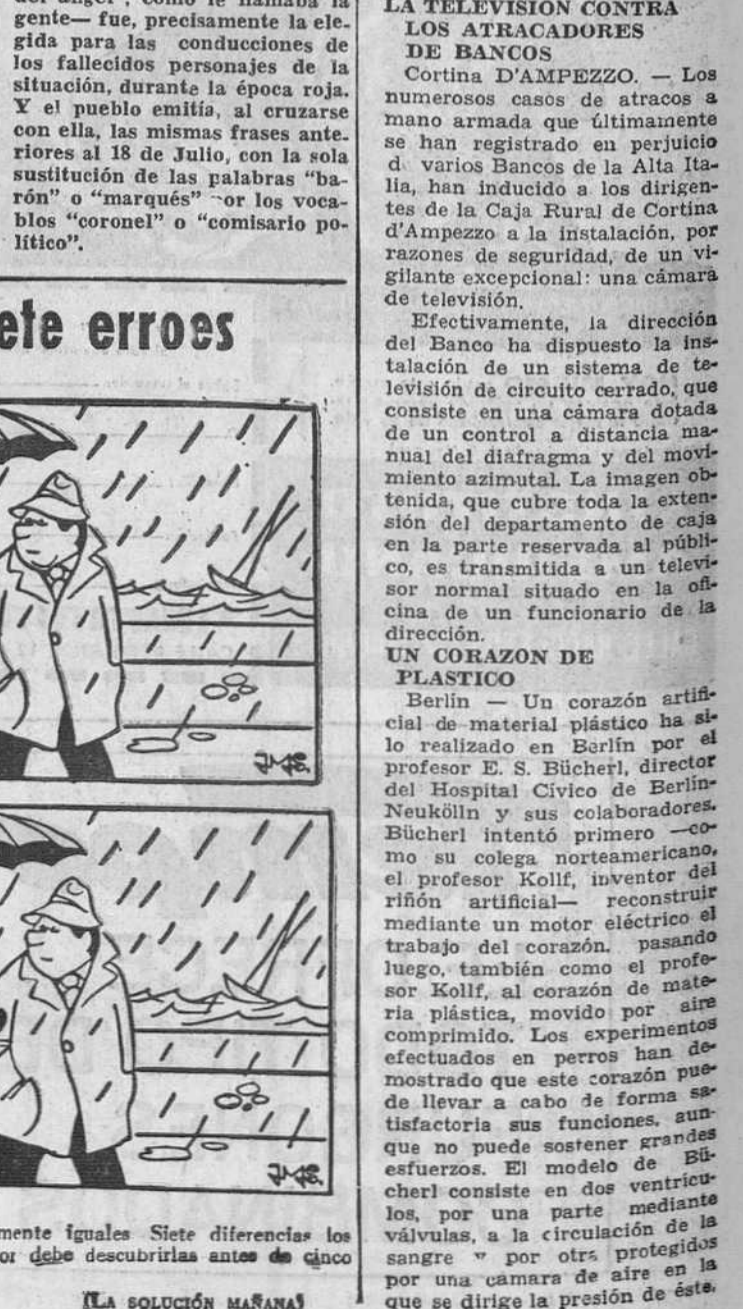 gente— fue, precisamente la ele-
gida para las conducciones de
los fallecidos personajes de la
situación, durante la época roja.
Y el pueblo emitía, al cruzarse
con ella, las mismas frases ante-
riores al 18 de Julio, con la sola
sustitución de las palabras "ba-
rón" o "marqués" or los voca-
blos "coronel" o "comisario po-
lítico".
ete erroes
mente iguales Siete diferencias los
or debe descubrirlas antes de cinco
(LA SOLUCIÓN MAÑANA)
LA TELEVISION CONTRA
LOS ATRACADORES
DE BANCOS
Cortina D'AMPEZZO. — Los
numerosos casos de atracos a
mano armada que últimamente
se han registrado en perjuicio
d varios Bancos de la Alta Ita-
lia, han inducido a los dirigen-
tes de la Caja Rural de Cortina
d'Ampezzo a la instalación, por
razones de seguridad, de un vi-
gilante excepcional: una cámara
de televisión.
Efectivamente, la dirección
del Banco ha dispuesto la ins-
talación de un sistema de te-
levisión de circuito cerrado, que
consiste en una cámara dotada
de un control a distancia ma-
nual del diafragma y del movi-
miento azimutal. La imagen ob-
tenida, que cubre toda la exten-
sión del departamento de caja
en la parte reservada al públi-
co, es transmitida a un televi-
sor normal situado en la ofi-
cina de un funcionario de la
dirección.
UN CORAZON DE
PLASTICO
Berlín — Un corazón artifi-
cial de material plástico ha si-
lo realizado en Berlín por el
profesor E. S. Bücherl, director
del Hospital Cívico de Berlín-
Neukölln y sus colaboradores.
Bücherl intentó primero —co-
mo su colega norteamericano,
el profesor Kollf, inventor del
riñón artificial— reconstruir
mediante un motor eléctrico el
trabajo del corazón. pasando
luego, también como el profe-
sor Kollf, al corazón de mate-
ria plástica, movido por aire
comprimido. Los experimentos
efectuados en perros han de-
mostrado que este corazón pue-
de llevar a cabo de forma sa-
tisfactoria sus funciones, aun-
que no puede sostener grandes
esfuerzos. El modelo de Bü-
cherl consiste en dos ventrícu-
los, por una parte mediante
válvulas, a la circulación de la
sangre " por otra protegidos
por una camara de aire en la
que se dirige la presión de éste.